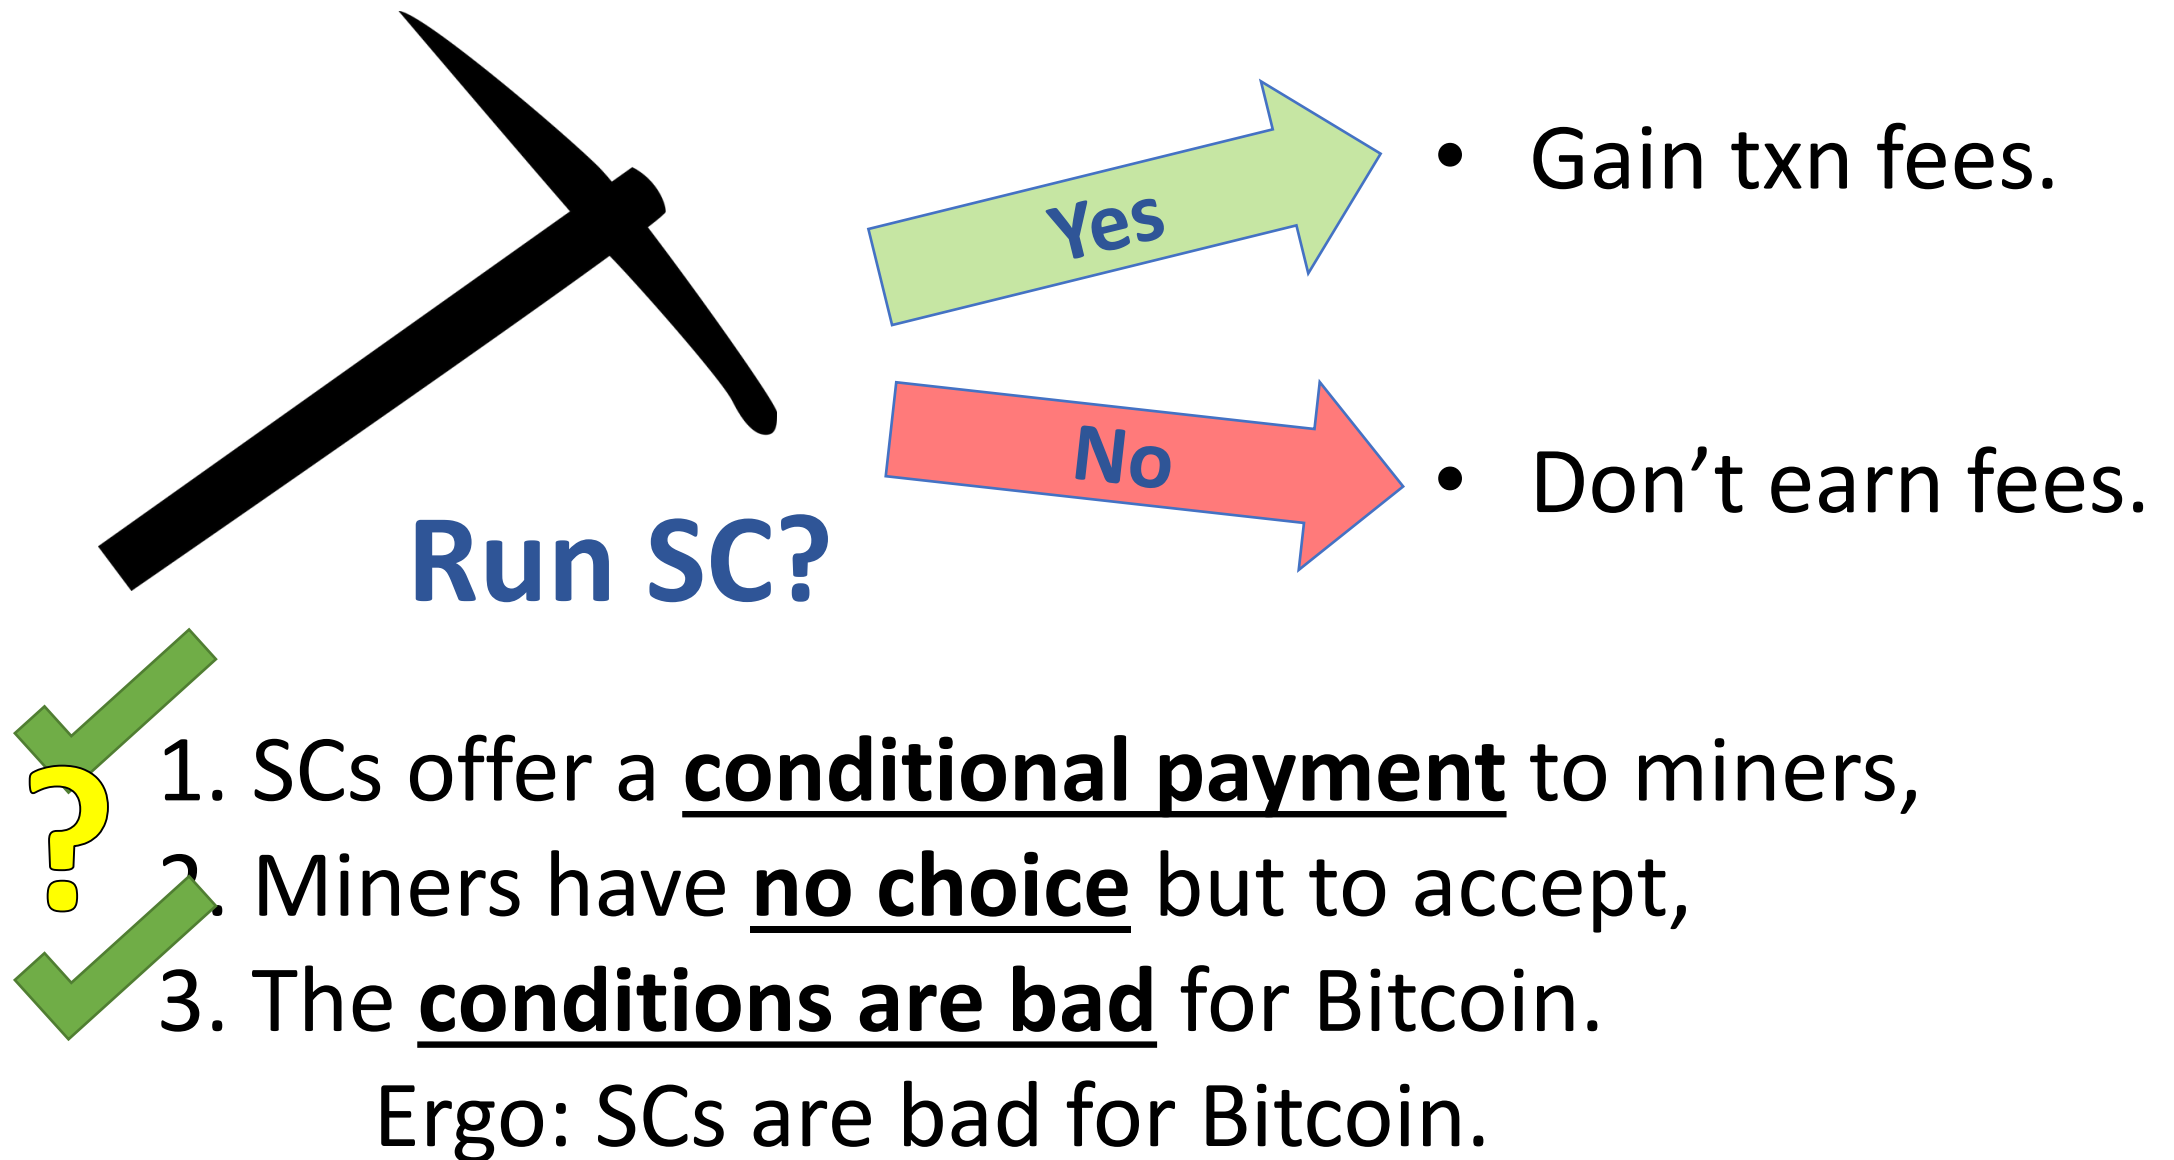 Yes
• Gain txn fees.
No
• Don’t earn fees.
Run SC?
?
1. SCs offer a conditional payment to miners,
2. Miners have no choice but to accept,
3. The conditions are bad for Bitcoin.
Ergo: SCs are bad for Bitcoin.